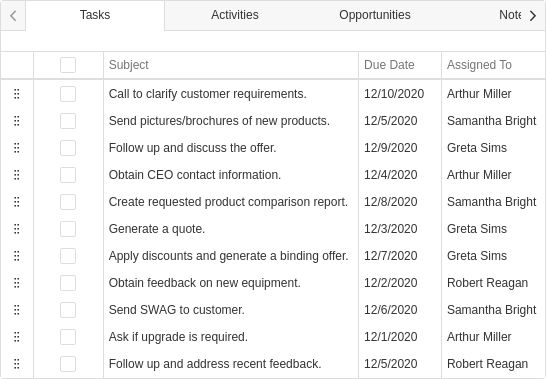 Tasks Activities Opportunities Note
Subject Due Date Assigned To
Call to clarify customer requirements. 12/10/2020 Arthur Miller
Send pictures/brochures of new products. 12/5/2020 Samantha Bright
Follow up and discuss the offer. 12/9/2020 Greta Sims
Obtain CEO contact information. 12/4/2020 Arthur Miller
Create requested product comparison report. 12/8/2020 Samantha Bright
Generate a quote. 12/3/2020 Greta Sims
Apply discounts and generate a binding offer. 12/7/2020 Greta Sims
Obtain feedback on new equipment. 12/2/2020 Robert Reagan
Send SWAG to customer. 12/6/2020 Samantha Bright
Ask if upgrade is required. 12/1/2020 Arthur Miller
Follow up and address recent feedback. 12/5/2020 Robert Reagan